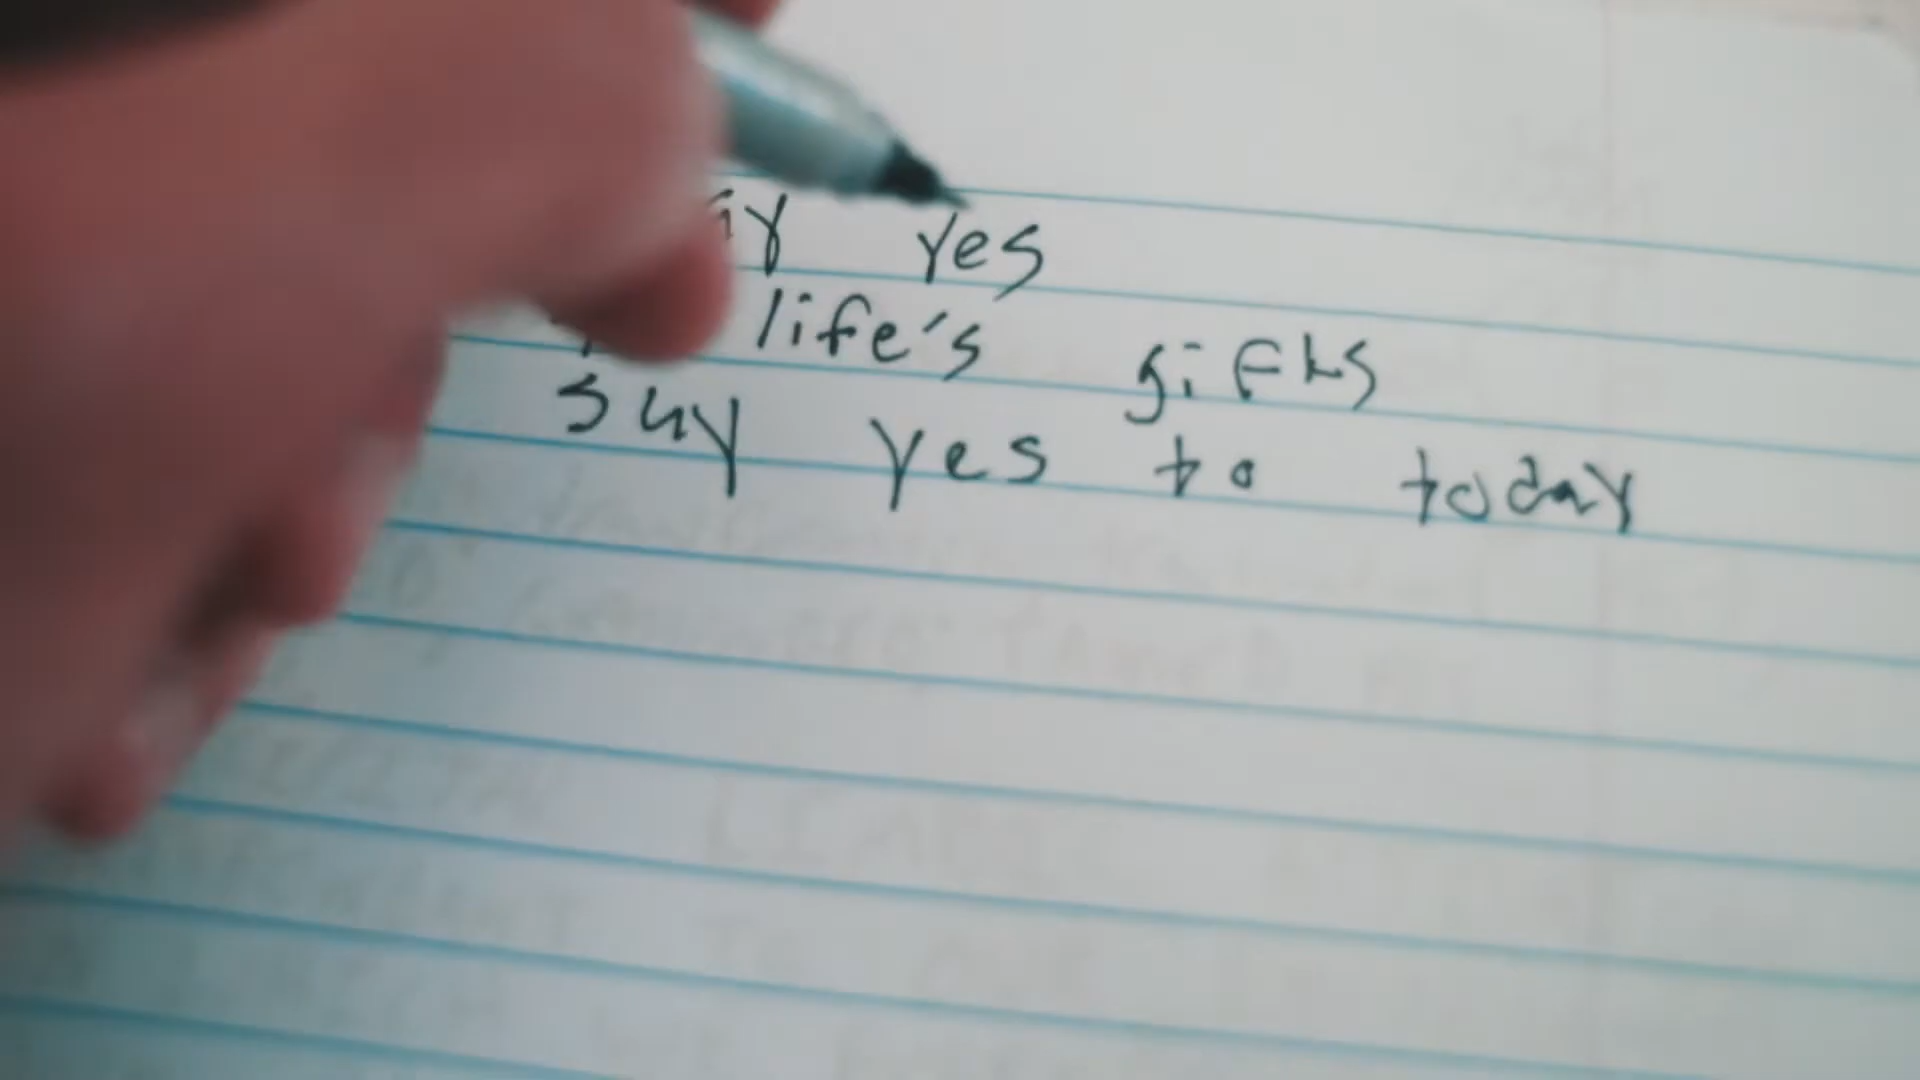 yes
life's gifts
say yes to today